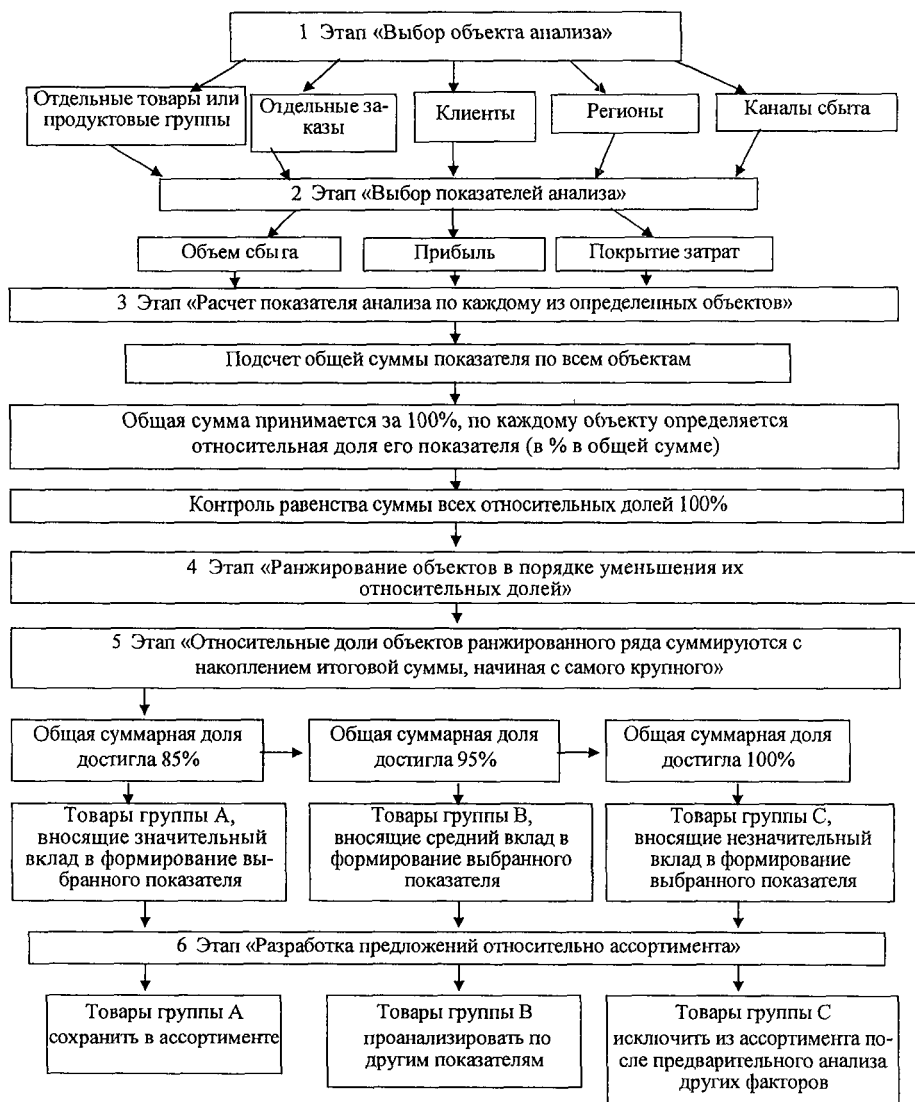 1 Этап «Выбор объекта анализа»
Отдельные товары или
продуктовые группы
Отдельные за-
казы
Клиенты
Регионы
Каналы сбыта
2 Этап «Выбор показателей анализа»
Объем сбыта
Прибыль
Покрытие затрат
3 Этап «Расчет показателя анализа по каждому из определенных объектов»
Подсчет общей суммы показателя по всем объектам
Общая сумма принимается за 100%, по каждому объекту определяется
относительная доля его показателя (в % в общей сумме)
Контроль равенства суммы всех относительных долей 100%
4 Этап «Ранжирование объектов в порядке уменьшения их
относительных долей»
5 Этап «Относительные доли объектов ранжированного ряда суммируются с
накоплением итоговой суммы, начиная с самого крупного»
Общая суммарная доля
достигла 85%
Общая суммарная доля
достигла 95%
Общая суммарная доля
достигла 100%
Товары группы А,
вносящие значительный
вклад в формирование вы-
бранного показателя
Товары группы В,
вносящие средний вклад в
формирование выбранного
показателя
Товары группы С,
вносящие незначительный
вклад в формирование
выбранного показателя
6 Этап «Разработка предложений относительно ассортимента»
Товары группы А
сохранить в ассортименте
Товары группы В
проанализировать по
другим показателям
Товары группы С
исключить из ассортимента по-
сле предварительного анализа
других факторов